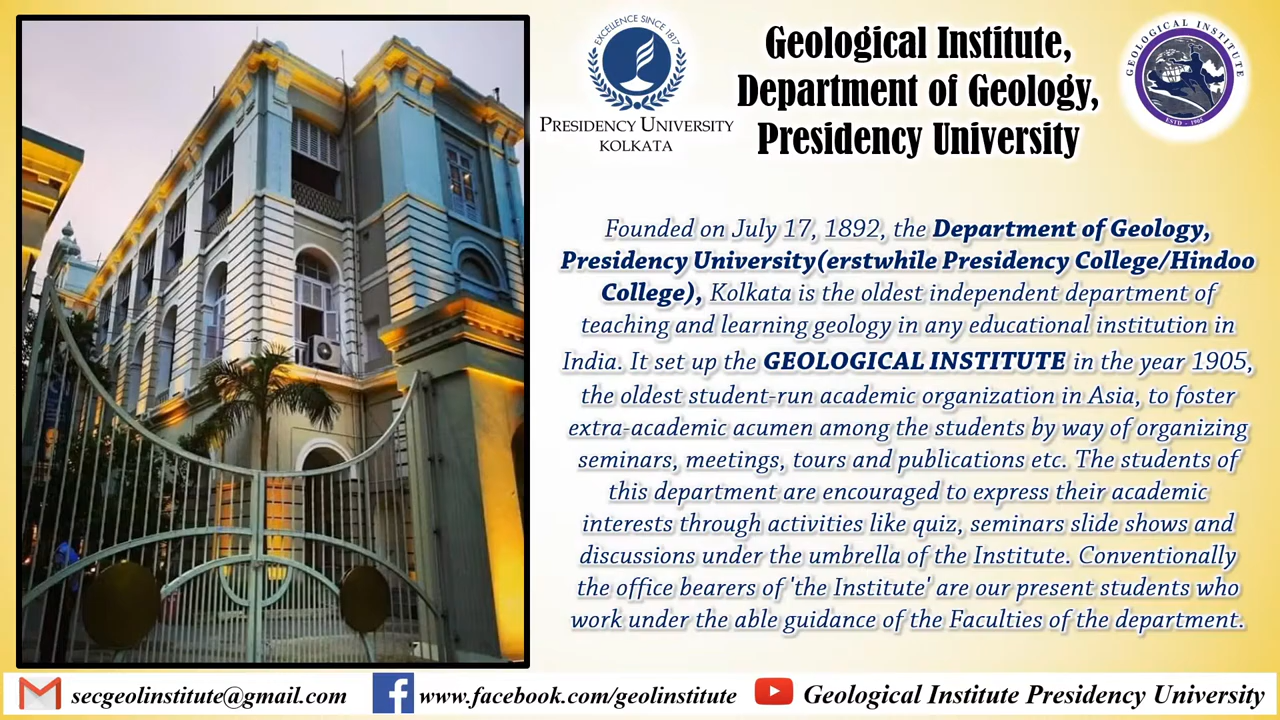 EXCELLENCE SINCE 1817
PRESIDENCY UNIVERSITY
KOLKATA
Geological Institute,
Department of Geology,
Presidency University
GEOLOGICAL INSTITUTE
ESTD - 1905
Founded on July 17, 1892, the Department of Geology,
Presidency University(erstwhile Presidency College/Hindoo
College), Kolkata is the oldest independent department of
teaching and learning geology in any educational institution in
India. It set up the GEOLOGICAL INSTITUTE in the year 1905,
the oldest student-run academic organization in Asia, to foster
extra-academic acumen among the students by way of organizing
seminars, meetings, tours and publications etc. The students of
this department are encouraged to express their academic
interests through activities like quiz, seminars slide shows and
discussions under the umbrella of the Institute. Conventionally
the office bearers of 'the Institute' are our present students who
work under the able guidance of the Faculties of the department.
secgeolinstitute@gmail.com
www.facebook.com/geolinstitute
Geological Institute Presidency University